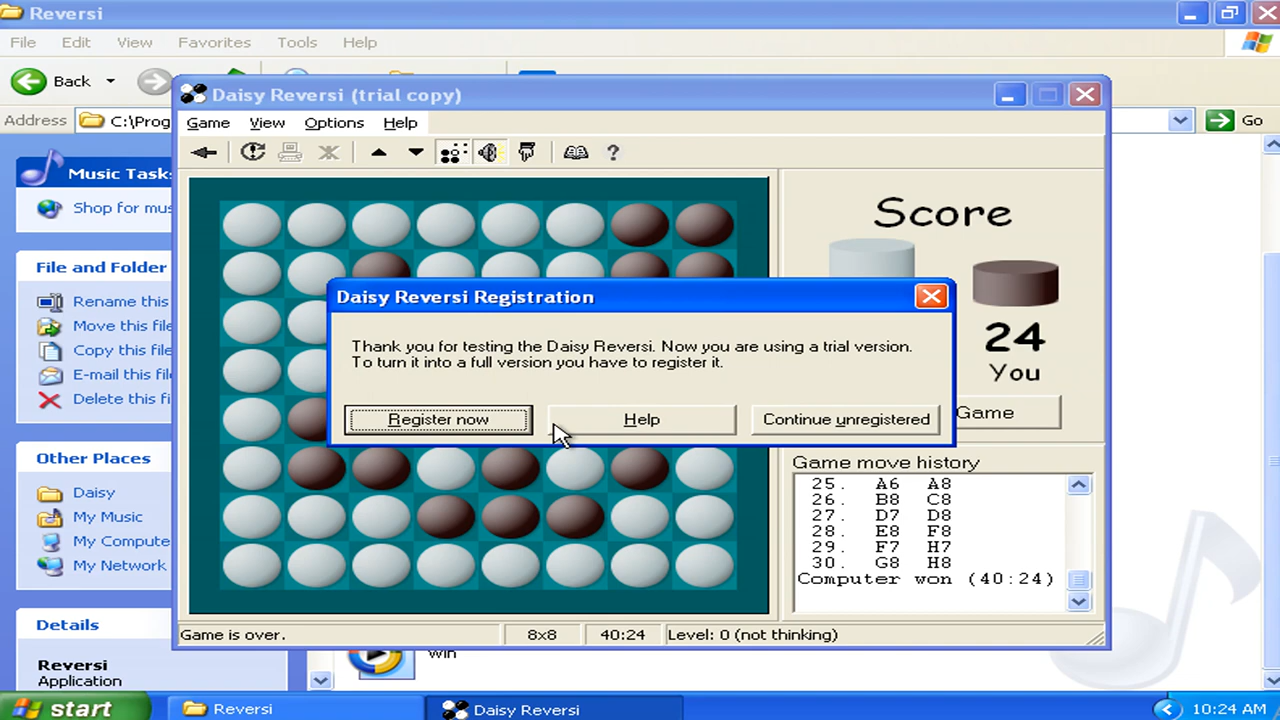 Reversi
File Edit View Favorites Tools Help
Back
Address C:\Prog Go
Daisy Reversi (trial copy)
Game View Options Help
Music Tasks
Shop for mus
File and Folder
Rename this
Move this file
Copy this file
E-mail this file
Delete this fi
Other Places
Daisy
My Music
My Compute
My Network
Details
Reversi
Application
Score
24
You
Game
Daisy Reversi Registration
Thank you for testing the Daisy Reversi. Now you are using a trial version.
To turn it into a full version you have to register it.
Register now Help Continue unregistered
Game move history
25. A6 A8
26. B8 C8
27. D7 D8
28. E8 F8
29. F7 H7
30. G8 H8
Computer won (40:24)
Game is over. 8x8 40:24 Level: 0 (not thinking)
win
start Reversi Daisy Reversi 10:24 AM